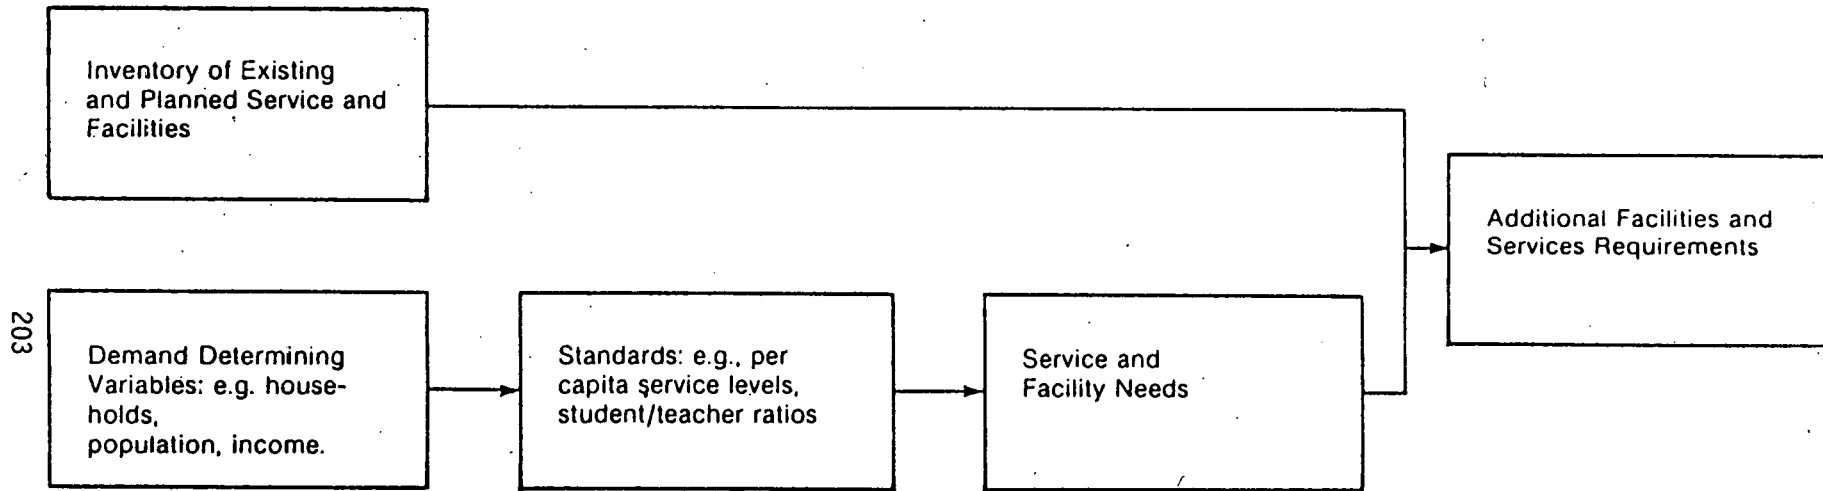 Inventory of Existing
and Planned Service and
Facilities
Additional Facilities and
Services Requirements
203
Demand Determining
Variables: e.g. house-
holds,
population, income.
Standards: e.g., per
capita service levels,
student/teacher ratios
Service and
Facility Needs